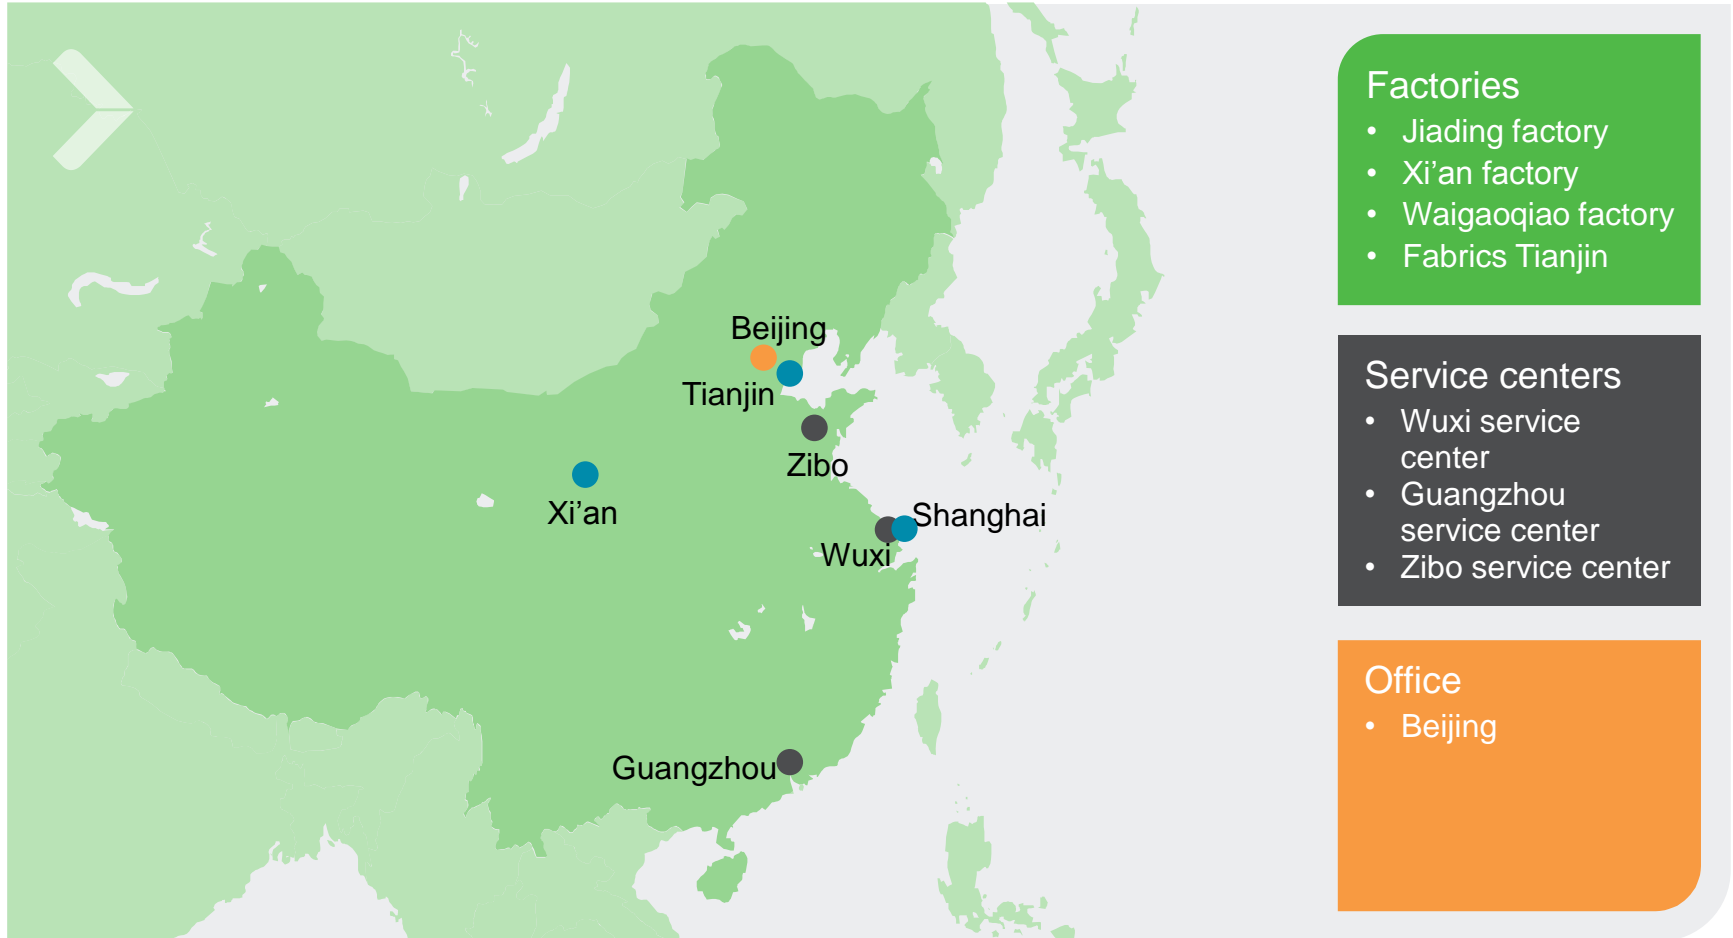 Beijing
Tianjin
Zibo
Xi’an
Shanghai
Wuxi
Guangzhou
Factories
• Jiading factory
• Xi’an factory
• Waigaoqiao factory
• Fabrics Tianjin
Service centers
• Wuxi service
center
• Guangzhou
service center
• Zibo service center
Office
• Beijing